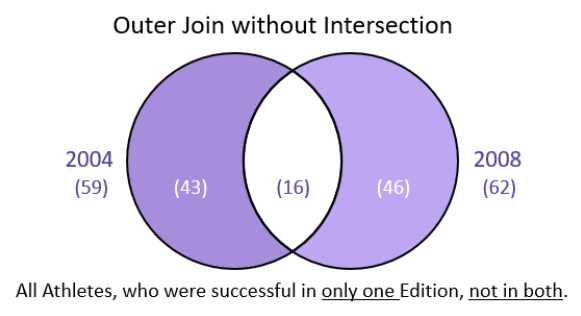 Outer Join without Intersection
2004 2008
(59) (43) (16) (46) (62)
All Athletes, who were successful in only one Edition, not in both.